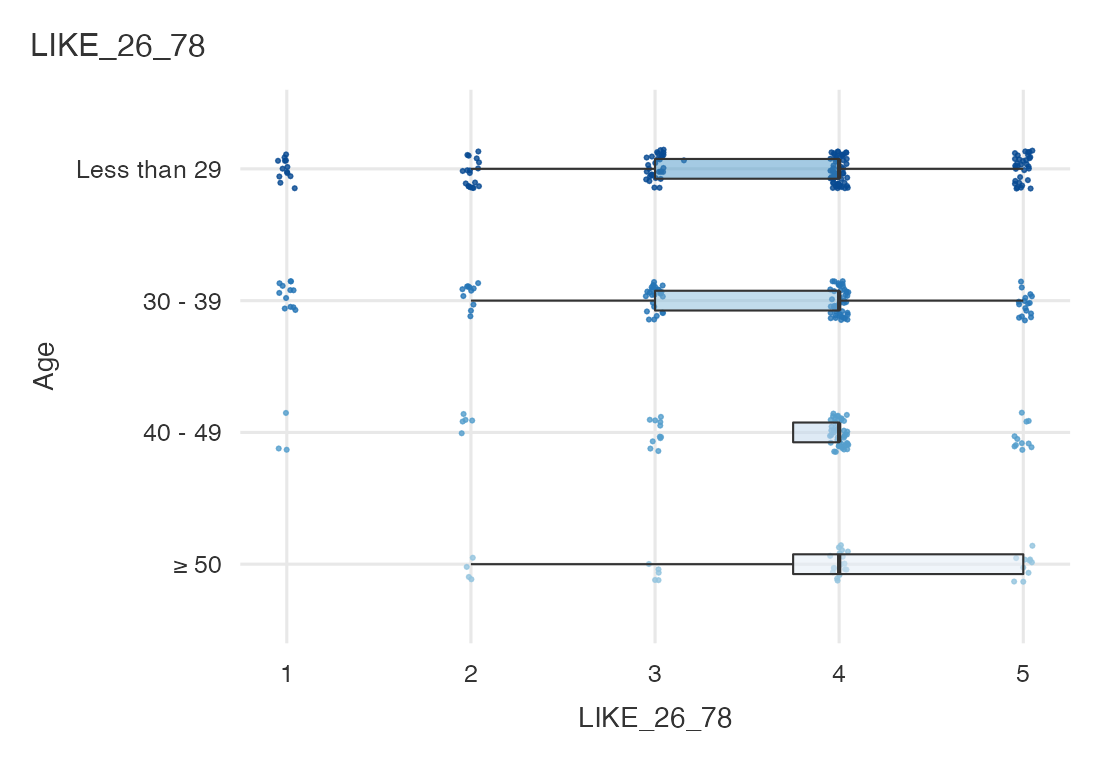 LIKE_26_78
Less than 29
30 - 39
40 - 49
≥ 50
Age
1 2 3 4 5
LIKE_26_78